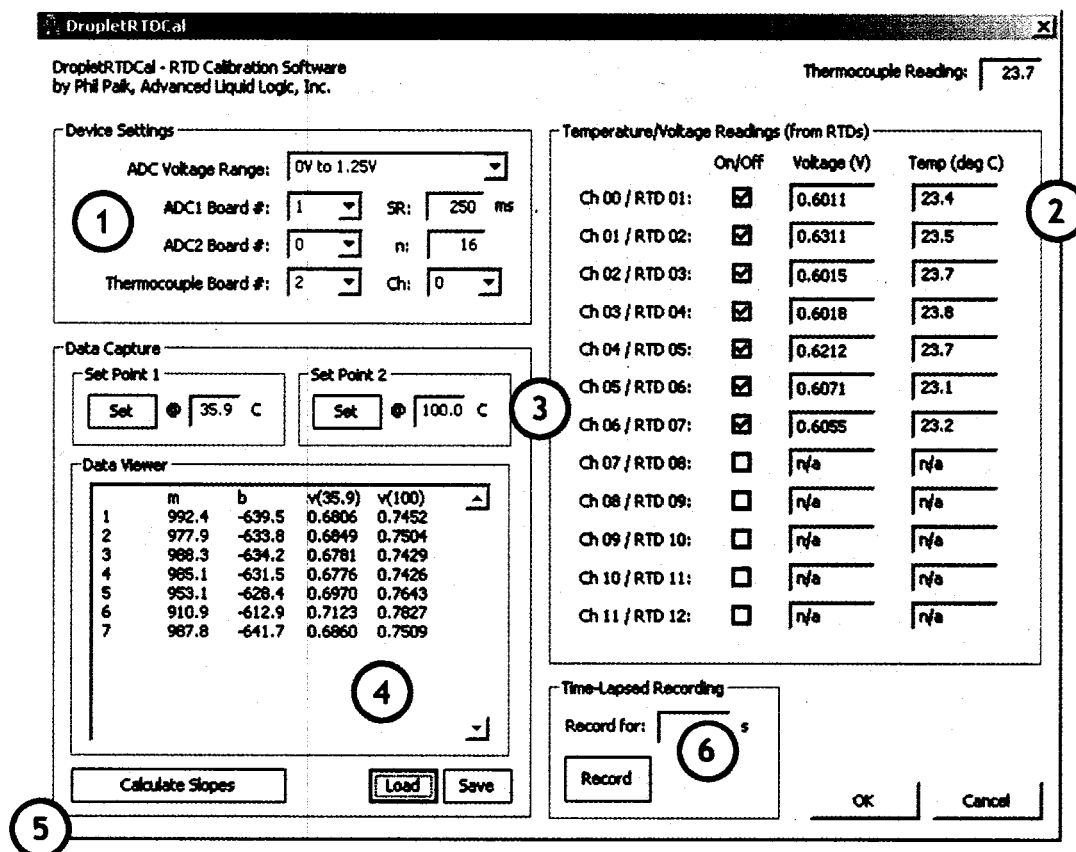 DropletRTDCal
DropletRTDCal - RTD Calibration Software
by Phil Paik, Advanced Liquid Logic, Inc.
Thermocouple Reading: 23.7
Device Settings
ADC Voltage Range: 0V to 1.25V
ADC1 Board #: 1 SR: 250 ms
ADC2 Board #: 0 n: 16
Thermocouple Board #: 2 Ch: 0
1
Temperature/Voltage Readings (from RTDs)
On/Off Voltage (V) Temp (deg C)
Ch 00 / RTD 01: 0.6011 23.4
Ch 01 / RTD 02: 0.6311 23.5
Ch 02 / RTD 03: 0.6015 23.7
Ch 03 / RTD 04: 0.6018 23.8
Ch 04 / RTD 05: 0.6212 23.7
Ch 05 / RTD 06: 0.6071 23.1
Ch 06 / RTD 07: 0.6055 23.2
Ch 07 / RTD 08: n/a n/a
Ch 08 / RTD 09: n/a n/a
Ch 09 / RTD 10: n/a n/a
Ch 10 / RTD 11: n/a n/a
Ch 11 / RTD 12: n/a n/a
2
Data Capture
Set Point 1
Set @ 35.9 C
Set Point 2
Set @ 100.0 C
3
Data Viewer
m b v(35.9) v(100)
1 992.4 -639.5 0.6806 0.7452
2 977.9 -633.8 0.6849 0.7504
3 988.3 -634.2 0.6781 0.7429
4 985.1 -631.5 0.6776 0.7426
5 953.1 -628.4 0.6970 0.7643
6 910.9 -612.9 0.7123 0.7827
7 987.8 -641.7 0.6860 0.7509
4
Calculate Slopes Load Save
5
Time-Lapsed Recording
Record for: s
6
Record
OK Cancel